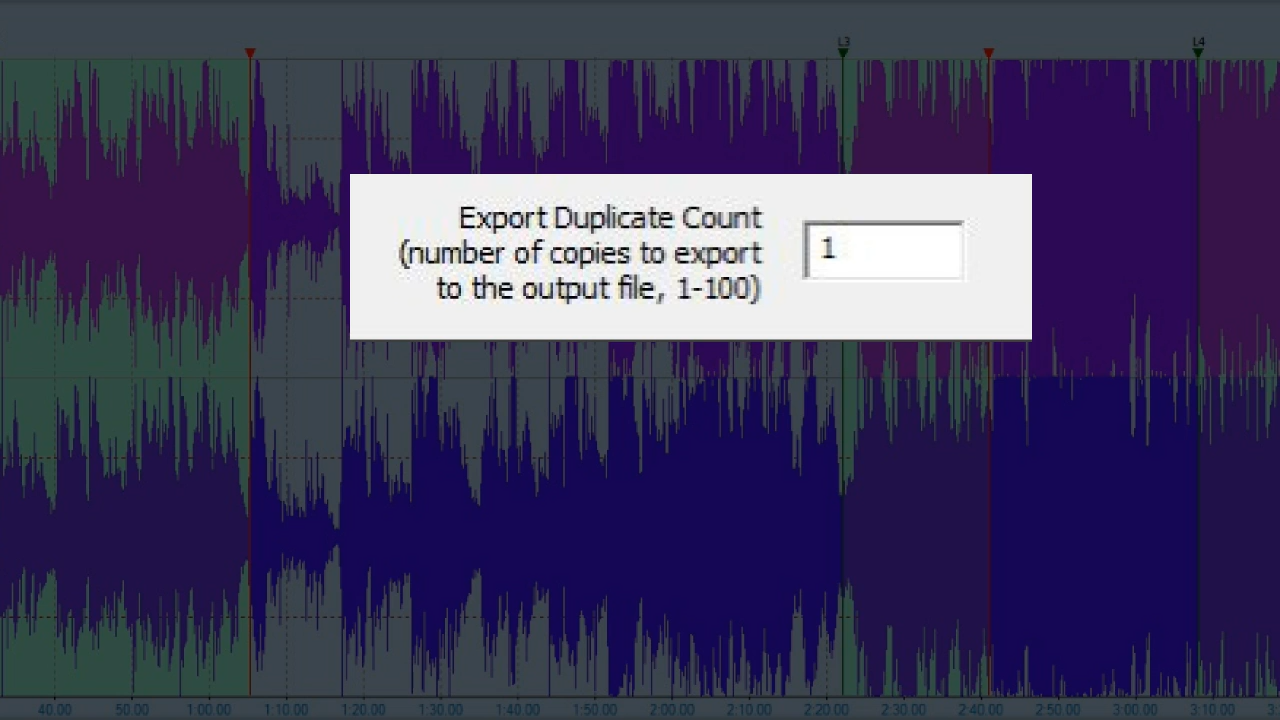 L3
L4
Export Duplicate Count
(number of copies to export
to the output file, 1-100)
1
40.00 50.00 1:00.00 1:10.00 1:20.00 1:30.00 1:40.00 1:50.00 2:00.00 2:10.00 2:20.00 2:30.00 2:40.00 2:50.00 3:00.00 3:10.00